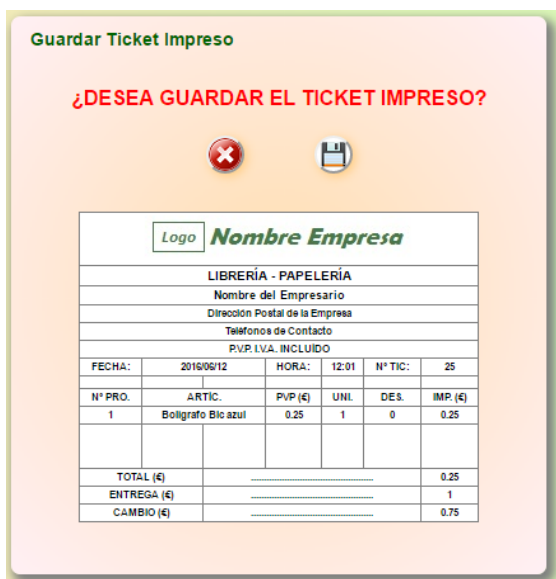 Guardar Ticket Impreso
¿DESEA GUARDAR EL TICKET IMPRESO?
Logo Nombre Empresa
LIBRERÍA - PAPELERÍA
Nombre del Empresario
Dirección Postal de la Empresa
Teléfonos de Contacto
P.V.P. I.V.A. INCLUÍDO
FECHA: 2016/06/12 HORA: 12:01 Nº TIC: 25
Nº PRO. ARTÍC. PVP (€) UNI. DES. IMP. (€)
1 Boligrafo Bic azul 0.25 1 0 0.25
TOTAL (€) ............................................................ 0.25
ENTREGA (€) ............................................................ 1
CAMBIO (€) ............................................................ 0.75